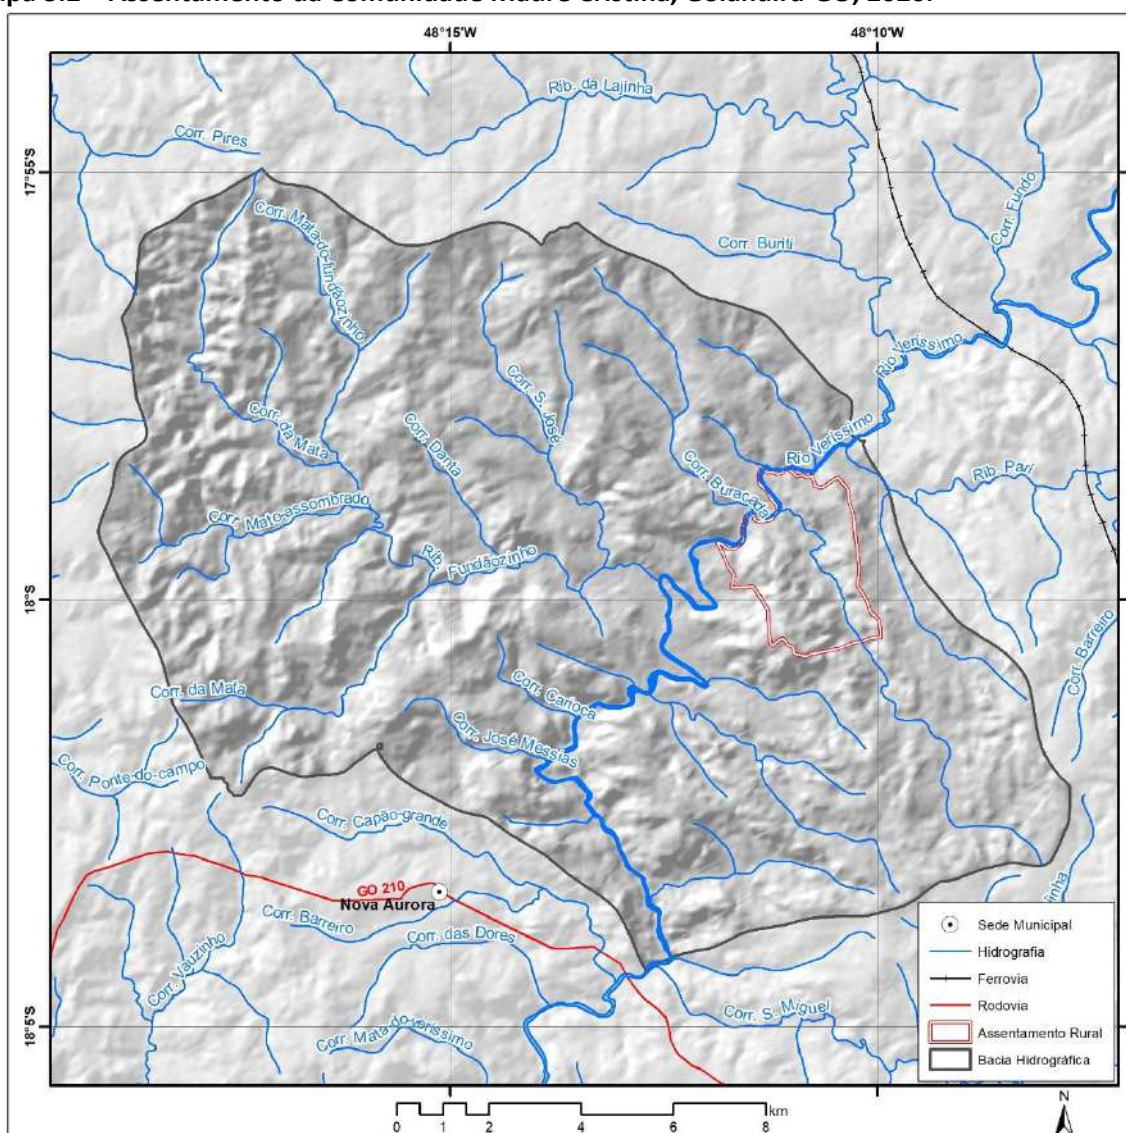 Assentamento da Comunidade Madre Cristina, Goiandira-GO, 2020.
48°15'W
48°10'W
Rib. da Lajinha
Corr. Pires
17°55'S
Corr. Mata-do-fundãozinho
Corr. Fundo
Corr. Buriti
Rio Veríssimo
Corr. S. José
Corr. da Mata
Corr. Danta
Rio Veríssimo
Corr. Buracada
Rib. Pari
Corr. Mato-assombrado
Rib. Fundãozinho
18°S
Corr. Barreiro
Corr. da Mata
Corr. Carioca
Corr. José Messias
Corr. Ponte-do-campo
Corr. Capão-grande
GO 210
Nova Aurora
Corr. Barreiro
Corr. das Dores
Corr. Vauzinho
Corr. S. Miguel
18°5'S
Corr. Mata-do-veríssimo
Sede Municipal
Hidrografia
Ferrovia
Rodovia
Assentamento Rural
Bacia Hidrográfica
km
0 1 2 4 6 8
N